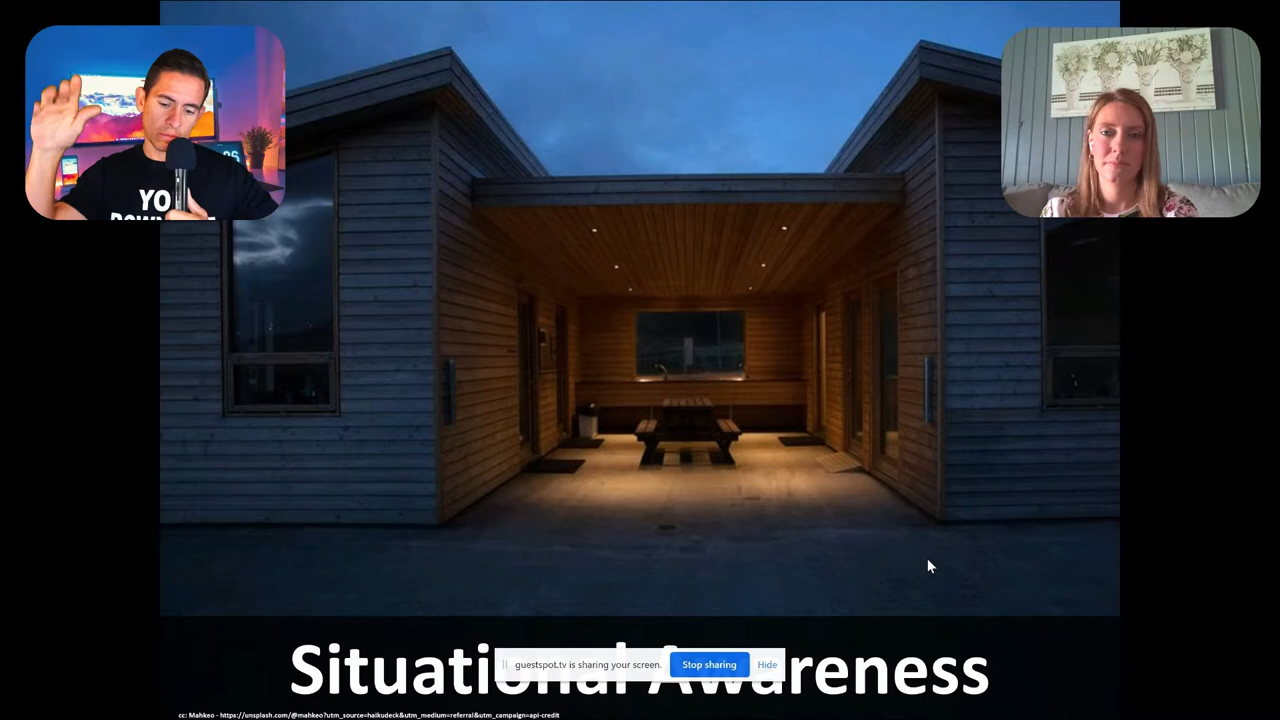 YO
guestspot.tv is sharing your screen.
Stop sharing
Hide
Situational Awareness
cc: Mahkeo - https://unsplash.com/@mahkeo?utm_source=haikudeck&utm_medium=referral&utm_campaign=api-credit